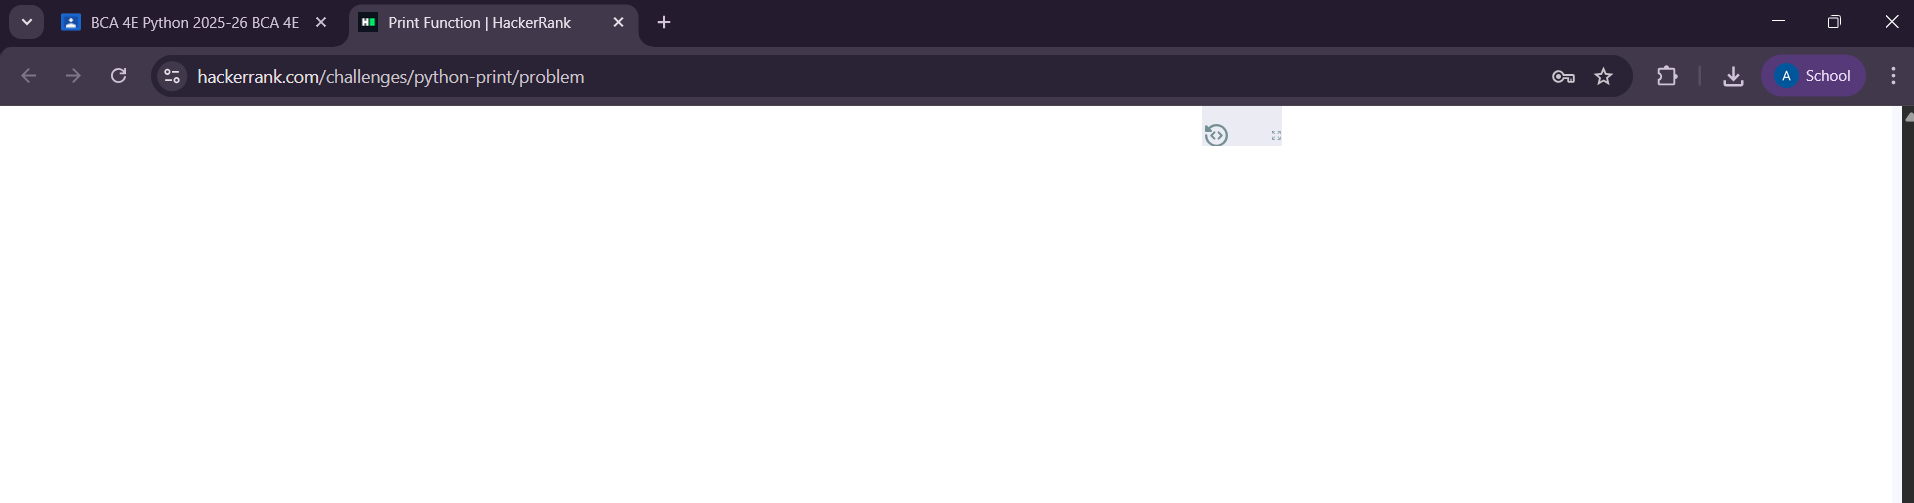 BCA 4E Python 2025-26 BCA 4E
Print Function | HackerRank
hackerrank.com/challenges/python-print/problem
A School